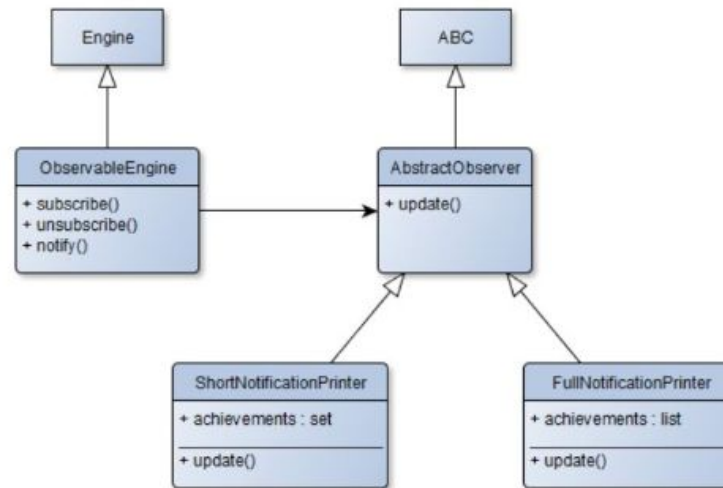 Engine
ABC
ObservableEngine
+ subscribe()
+ unsubscribe()
+ notify()
AbstractObserver
+ update()
ShortNotificationPrinter
+ achievements : set
+ update()
FullNotificationPrinter
+ achievements : list
+ update()